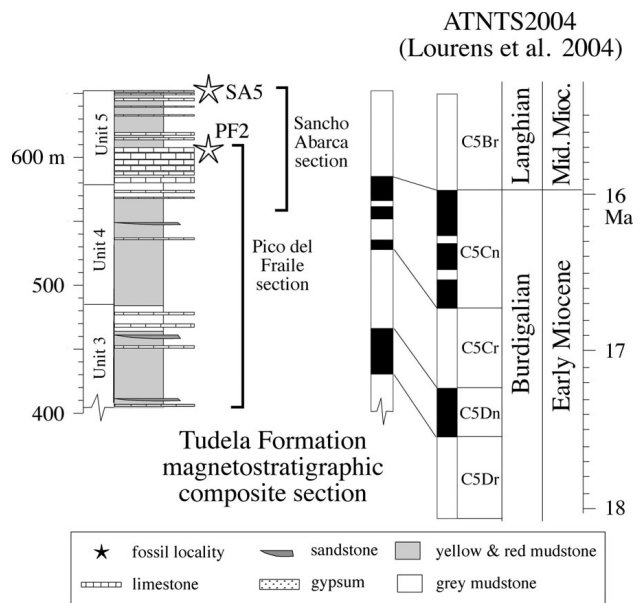 ATNTS2004
(Lourens et al. 2004)
SA5
PF2
Unit 5
Unit 4
Unit 3
600 m
500
400
Sancho
Abarca
section
Pico del
Fraile
section
Tudela Formation
magnetostratigraphic
composite section
C5Br
C5Cn
C5Cr
C5Dn
C5Dr
Langhian
Burdigalian
Mid. Mioc.
Early Miocene
16
Ma
17
18
fossil locality
sandstone
yellow & red mudstone
limestone
gypsum
grey mudstone